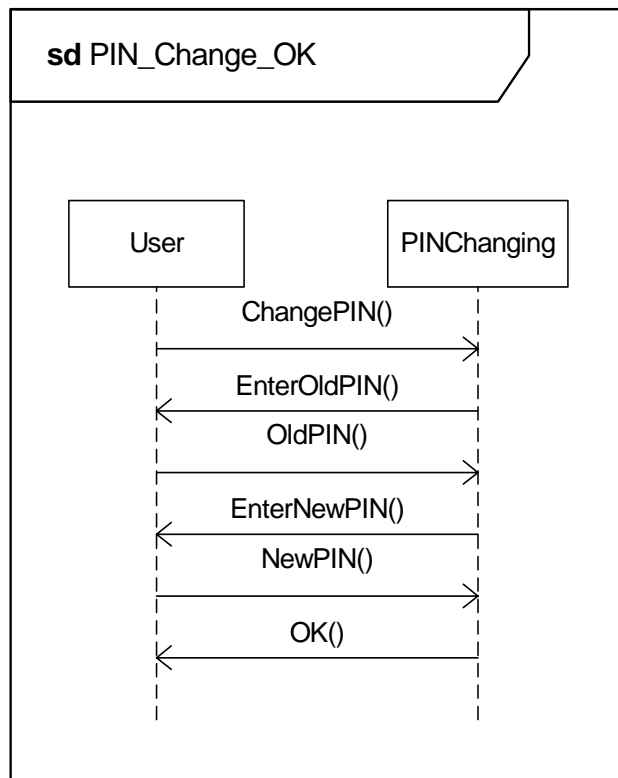 sd PIN_Change_OK
User
PINChanging
ChangePIN()
EnterOldPIN()
OldPIN()
EnterNewPIN()
NewPIN()
OK()